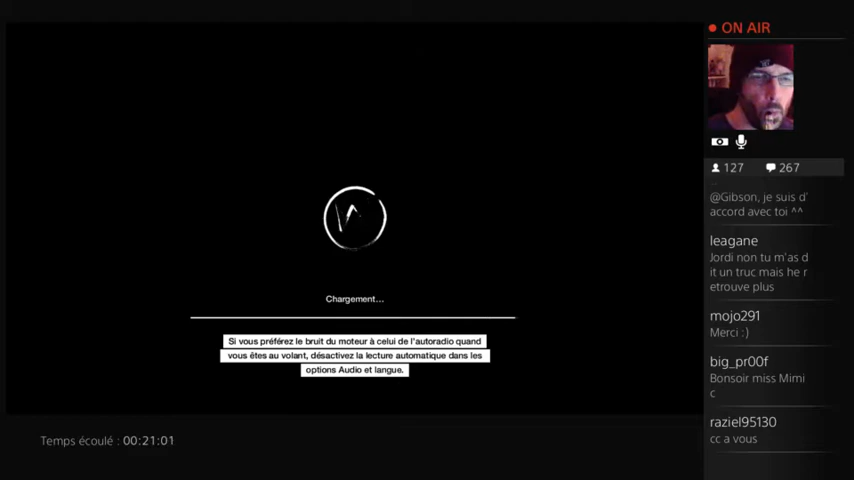 ON AIR
127 267
@Gibson, je suis d'
accord avec toi ^^
leagane
Jordi non tu m'as d
it un truc mais he r
etrouve plus
mojo291
Merci :)
big_pr00f
Bonsoir miss Mimi
c
raziel95130
cc a vous
Chargement...
Si vous préférez le bruit du moteur à celui de l'autoradio quand
vous êtes au volant, désactivez la lecture automatique dans les
options Audio et langue.
Temps écoulé : 00:21:01